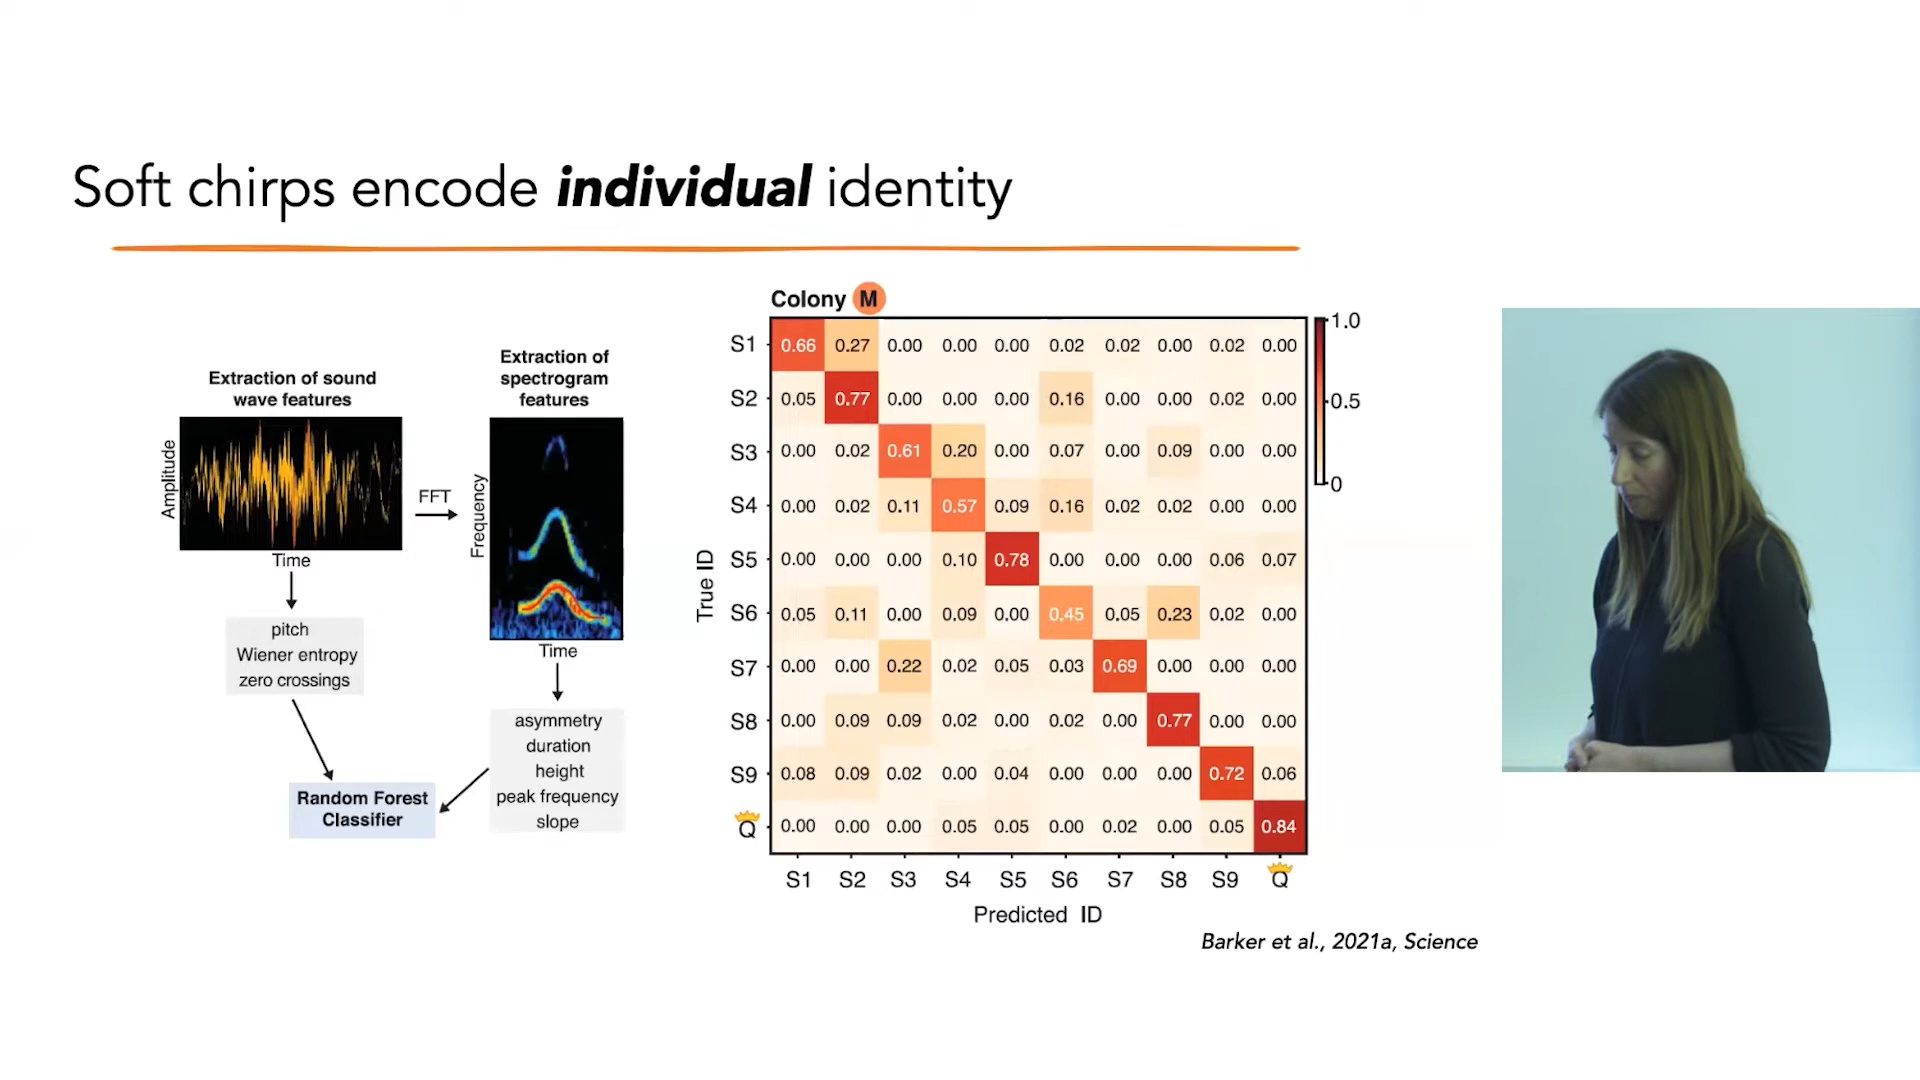 Soft chirps encode individual identity
Extraction of sound
wave features
Amplitude
Time
FFT
Extraction of
spectrogram
features
Frequency
Time
pitch
Wiener entropy
zero crossings
asymmetry
duration
height
peak frequency
slope
Random Forest
Classifier
Colony M
True ID
S1 0.66 0.27 0.00 0.00 0.00 0.02 0.02 0.00 0.02 0.00
S2 0.05 0.77 0.00 0.00 0.00 0.16 0.00 0.00 0.02 0.00
S3 0.00 0.02 0.61 0.20 0.00 0.07 0.00 0.09 0.00 0.00
S4 0.00 0.02 0.11 0.57 0.09 0.16 0.02 0.02 0.00 0.00
S5 0.00 0.00 0.00 0.10 0.78 0.00 0.00 0.00 0.06 0.07
S6 0.05 0.11 0.00 0.09 0.00 0.45 0.05 0.23 0.02 0.00
S7 0.00 0.00 0.22 0.02 0.05 0.03 0.69 0.00 0.00 0.00
S8 0.00 0.09 0.09 0.02 0.00 0.02 0.00 0.77 0.00 0.00
S9 0.08 0.09 0.02 0.00 0.04 0.00 0.00 0.00 0.72 0.06
Q 0.00 0.00 0.00 0.05 0.05 0.00 0.02 0.00 0.05 0.84
S1 S2 S3 S4 S5 S6 S7 S8 S9 Q
Predicted ID
1.0
0.5
0
Barker et al., 2021a, Science